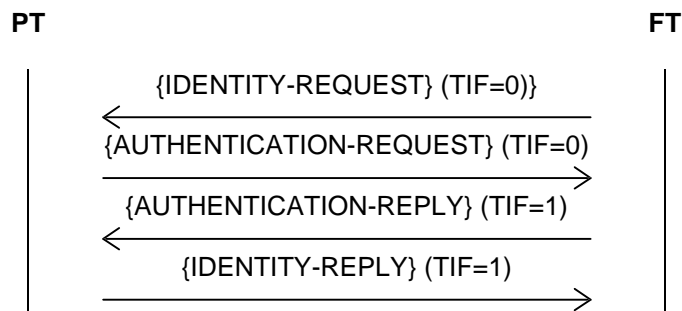 PT FT
{IDENTITY-REQUEST} (TIF=0)}
{AUTHENTICATION-REQUEST} (TIF=0)
{AUTHENTICATION-REPLY} (TIF=1)
{IDENTITY-REPLY} (TIF=1)